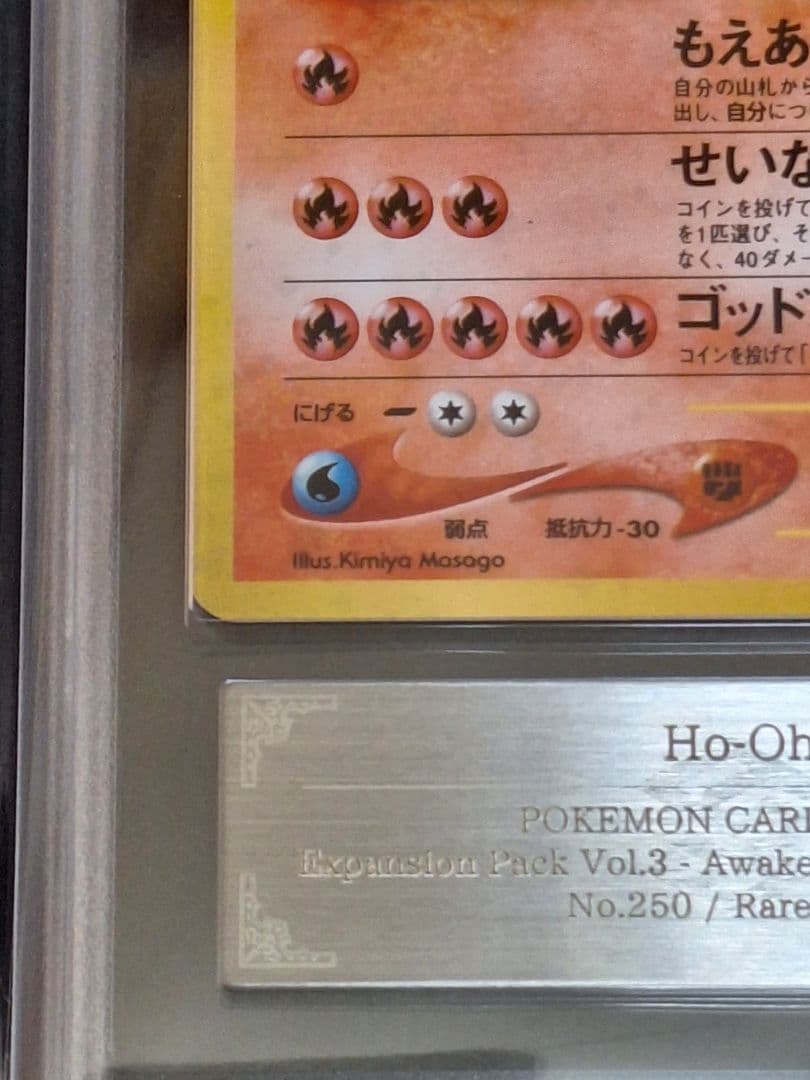 もえあ
自分の山札から
出し、自分につ
せいな
コインを投げて
を1匹選び、そ
なく、40ダメー
ゴッド
コインを投げて「
にげる
弱点 抵抗力-30
Illus.Kimiya Masago
Ho-Oh
POKEMON CARD
Expansion Pack Vol.3 - Awake
No.250 / Rare